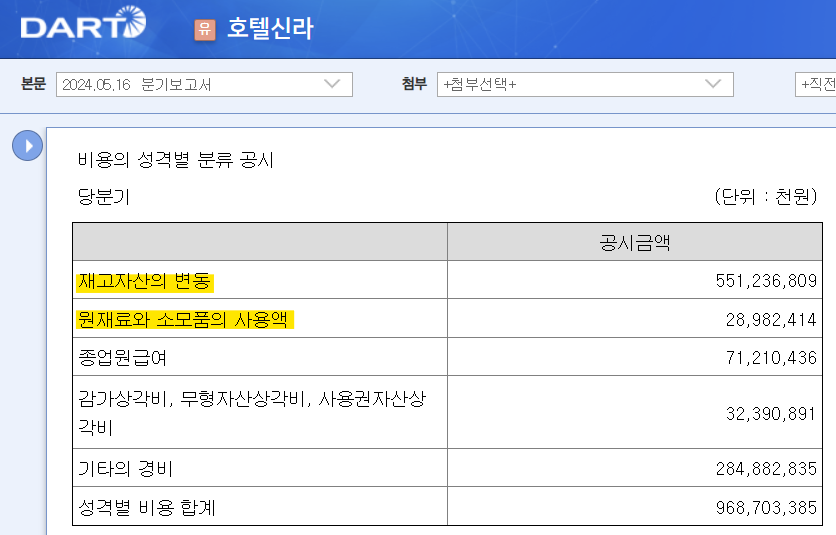 DART 유 호텔신라
본문 2024.05.16 분기보고서 첨부 +첨부선택+ +직전
비용의 성격별 분류 공시
당분기 (단위 : 천원)
공시금액
재고자산의 변동 551,236,809
원재료와 소모품의 사용액 28,982,414
종업원급여 71,210,436
감가상각비, 무형자산상각비, 사용권자산상
각비 32,390,891
기타의 경비 284,882,835
성격별 비용 합계 968,703,385